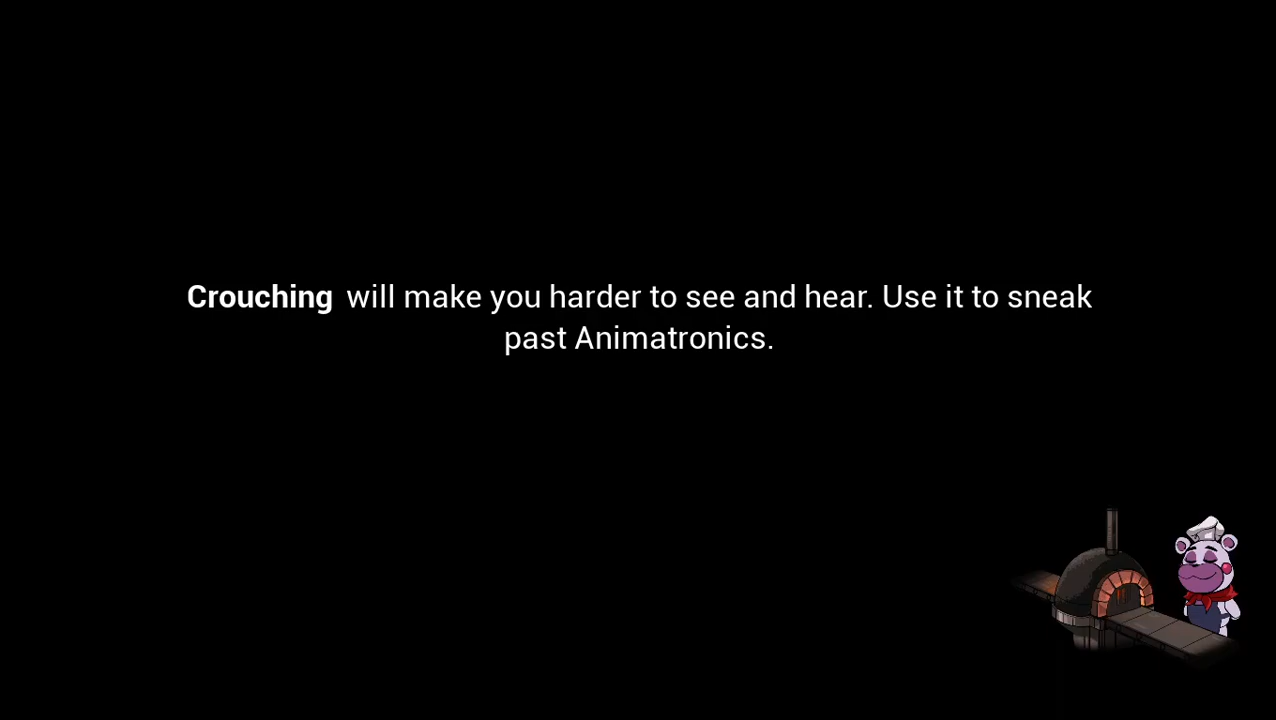 Crouching will make you harder to see and hear. Use it to sneak
past Animatronics.